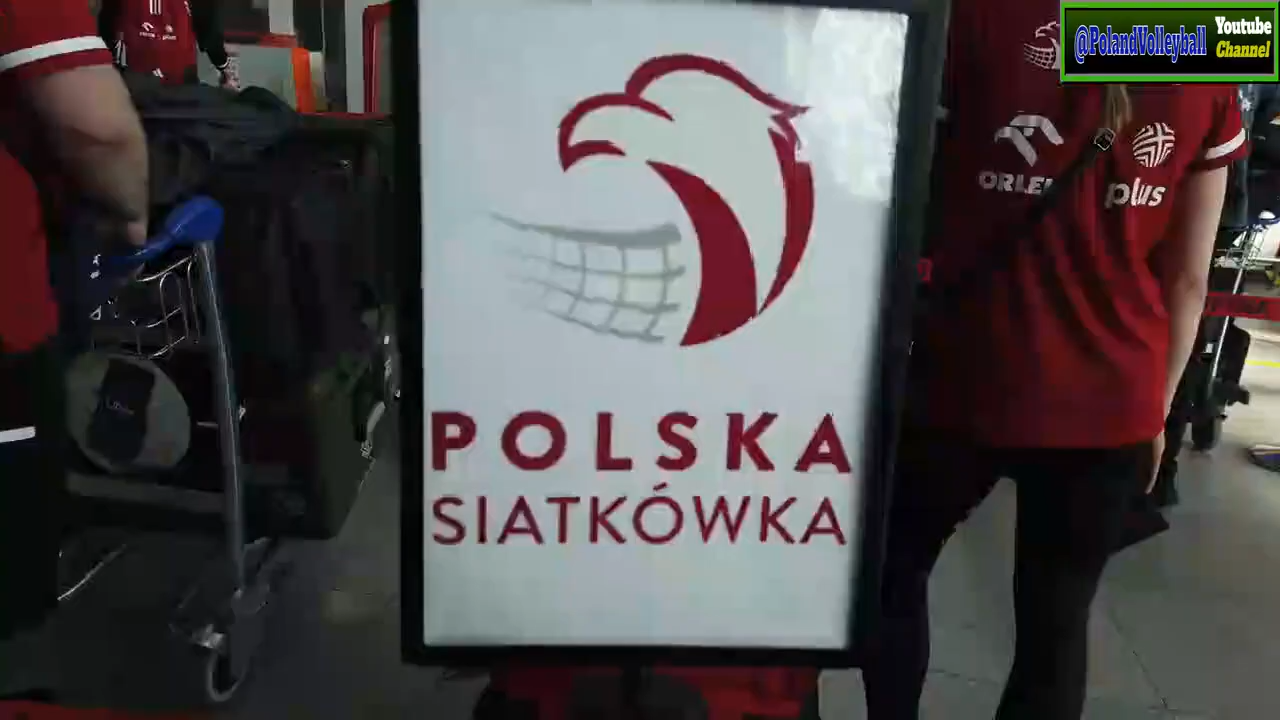 @PolandVolleyball
Youtube
Channel
ORLEN
plus
POLSKA
SIATKÓWKA